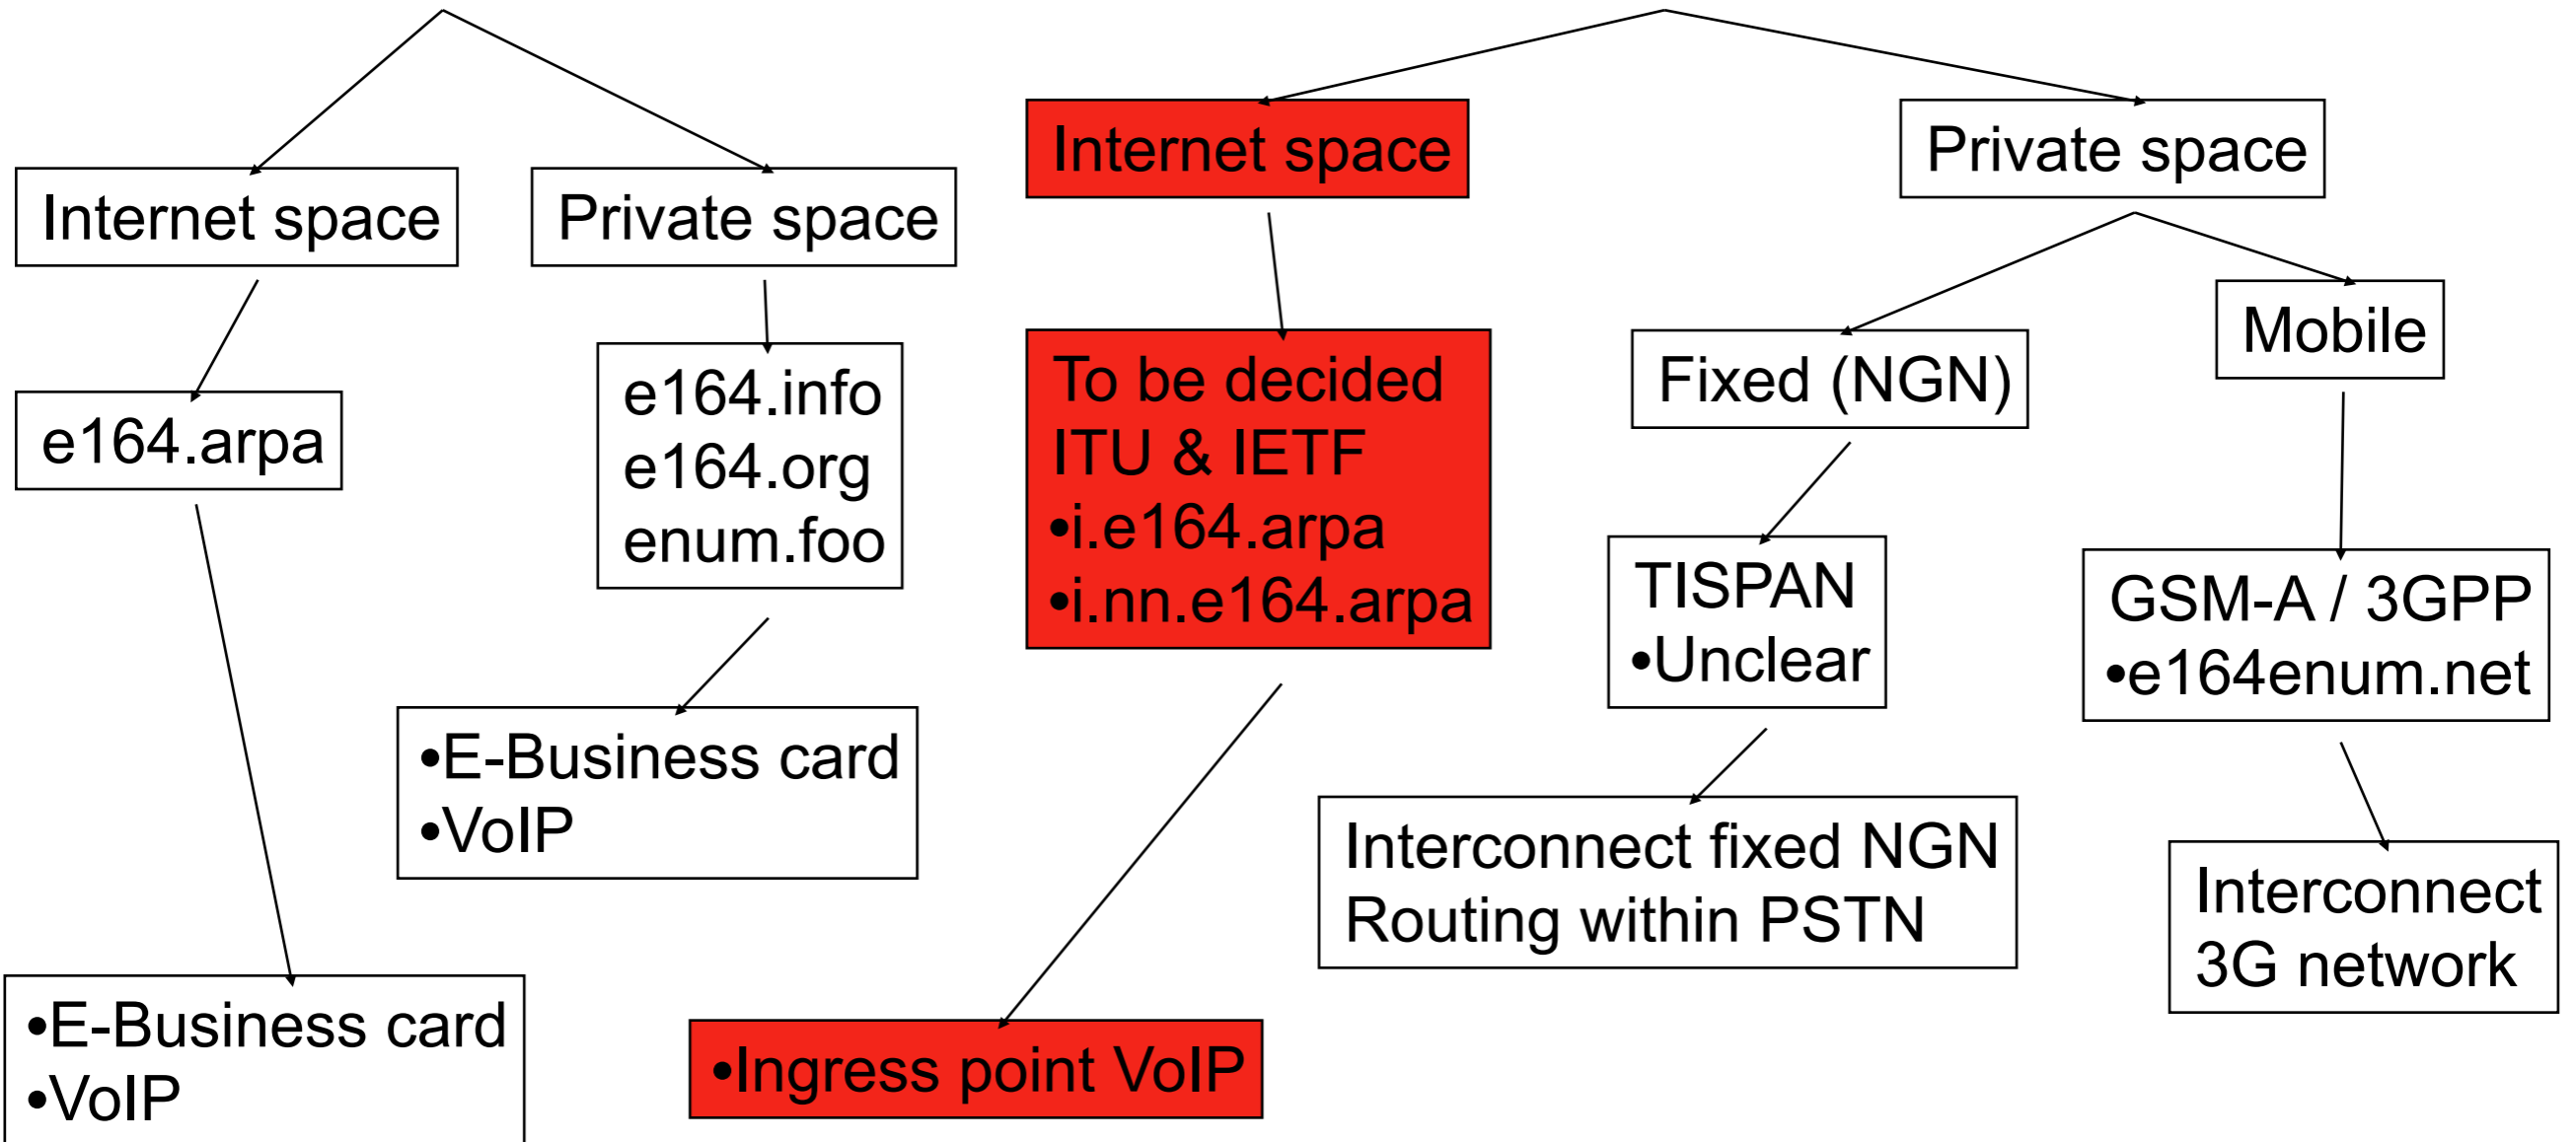 Internet space
Private space
e164.arpa
e164.info
e164.org
enum.foo
•E-Business card
•VoIP
•E-Business card
•VoIP
Internet space
To be decided
ITU & IETF
•i.e164.arpa
•i.nn.e164.arpa
•Ingress point VoIP
Private space
Fixed (NGN)
TISPAN
•Unclear
Interconnect fixed NGN
Routing within PSTN
Mobile
GSM-A / 3GPP
•e164enum.net
Interconnect
3G network